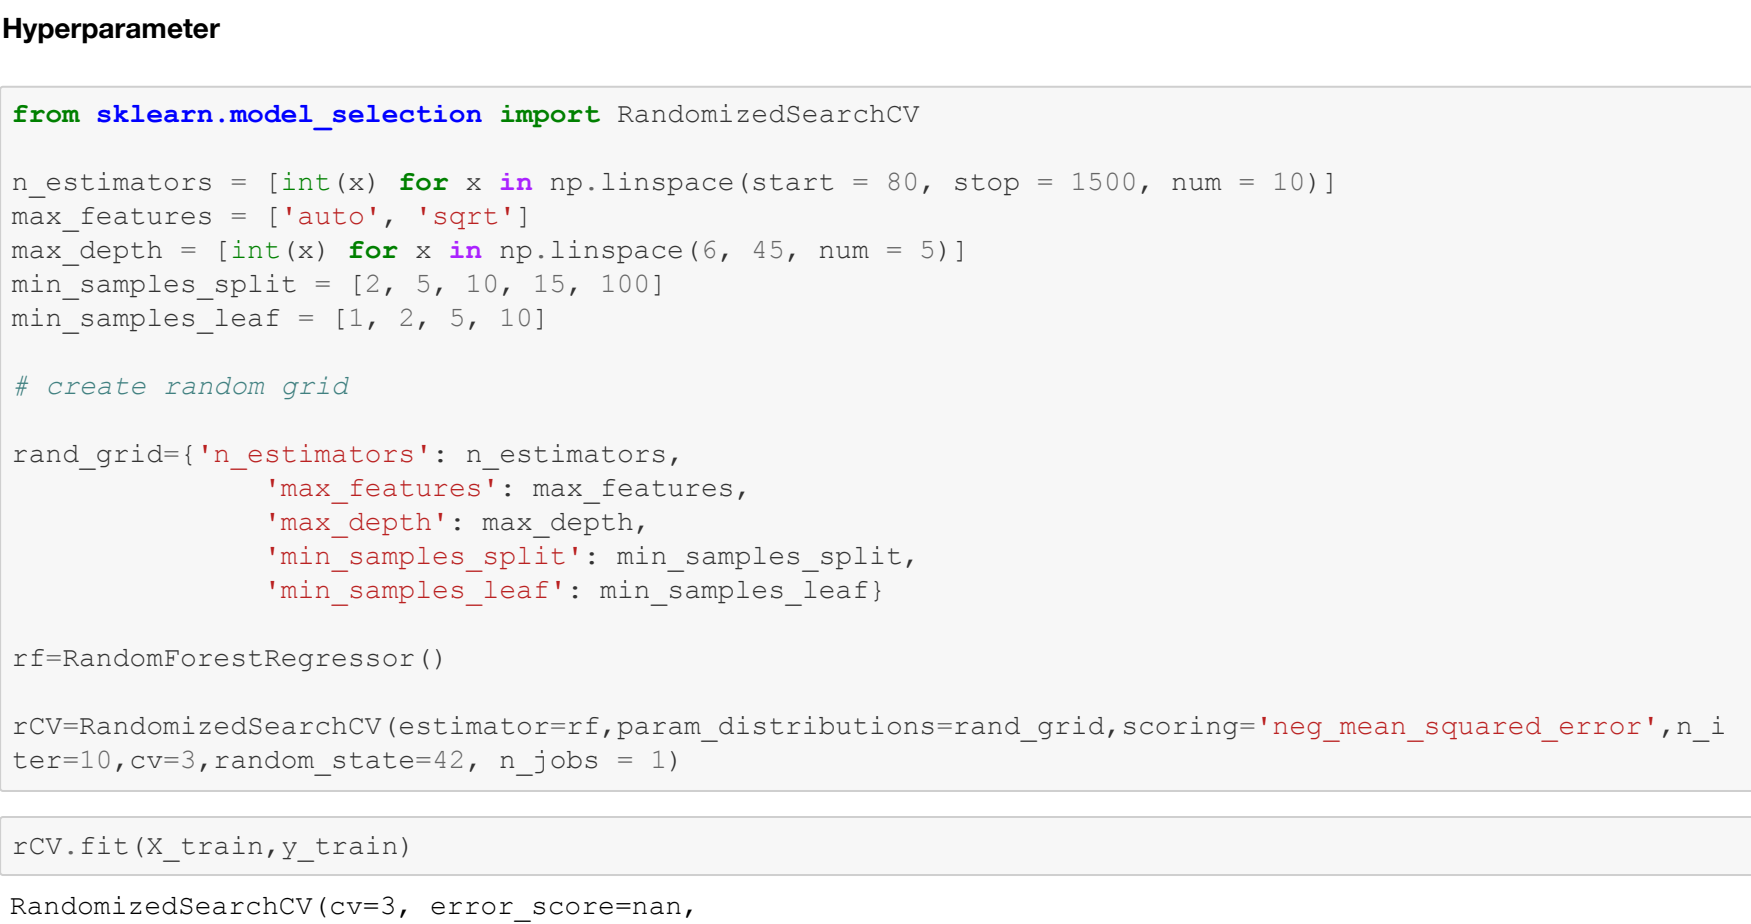 Hyperparameter
from sklearn.model_selection import RandomizedSearchCV
n_estimators = [int(x) for x in np.linspace(start = 80, stop = 1500, num = 10)]
max_features = ['auto', 'sqrt']
max_depth = [int(x) for x in np.linspace(6, 45, num = 5)]
min_samples_split = [2, 5, 10, 15, 100]
min_samples_leaf = [1, 2, 5, 10]
# create random grid
rand_grid={'n_estimators': n_estimators,
               'max_features': max_features,
               'max_depth': max_depth,
               'min_samples_split': min_samples_split,
               'min_samples_leaf': min_samples_leaf}
rf=RandomForestRegressor()
rCV=RandomizedSearchCV(estimator=rf,param_distributions=rand_grid,scoring='neg_mean_squared_error',n_i
ter=10,cv=3,random_state=42, n_jobs = 1)
rCV.fit(X_train,y_train)
RandomizedSearchCV(cv=3, error_score=nan,